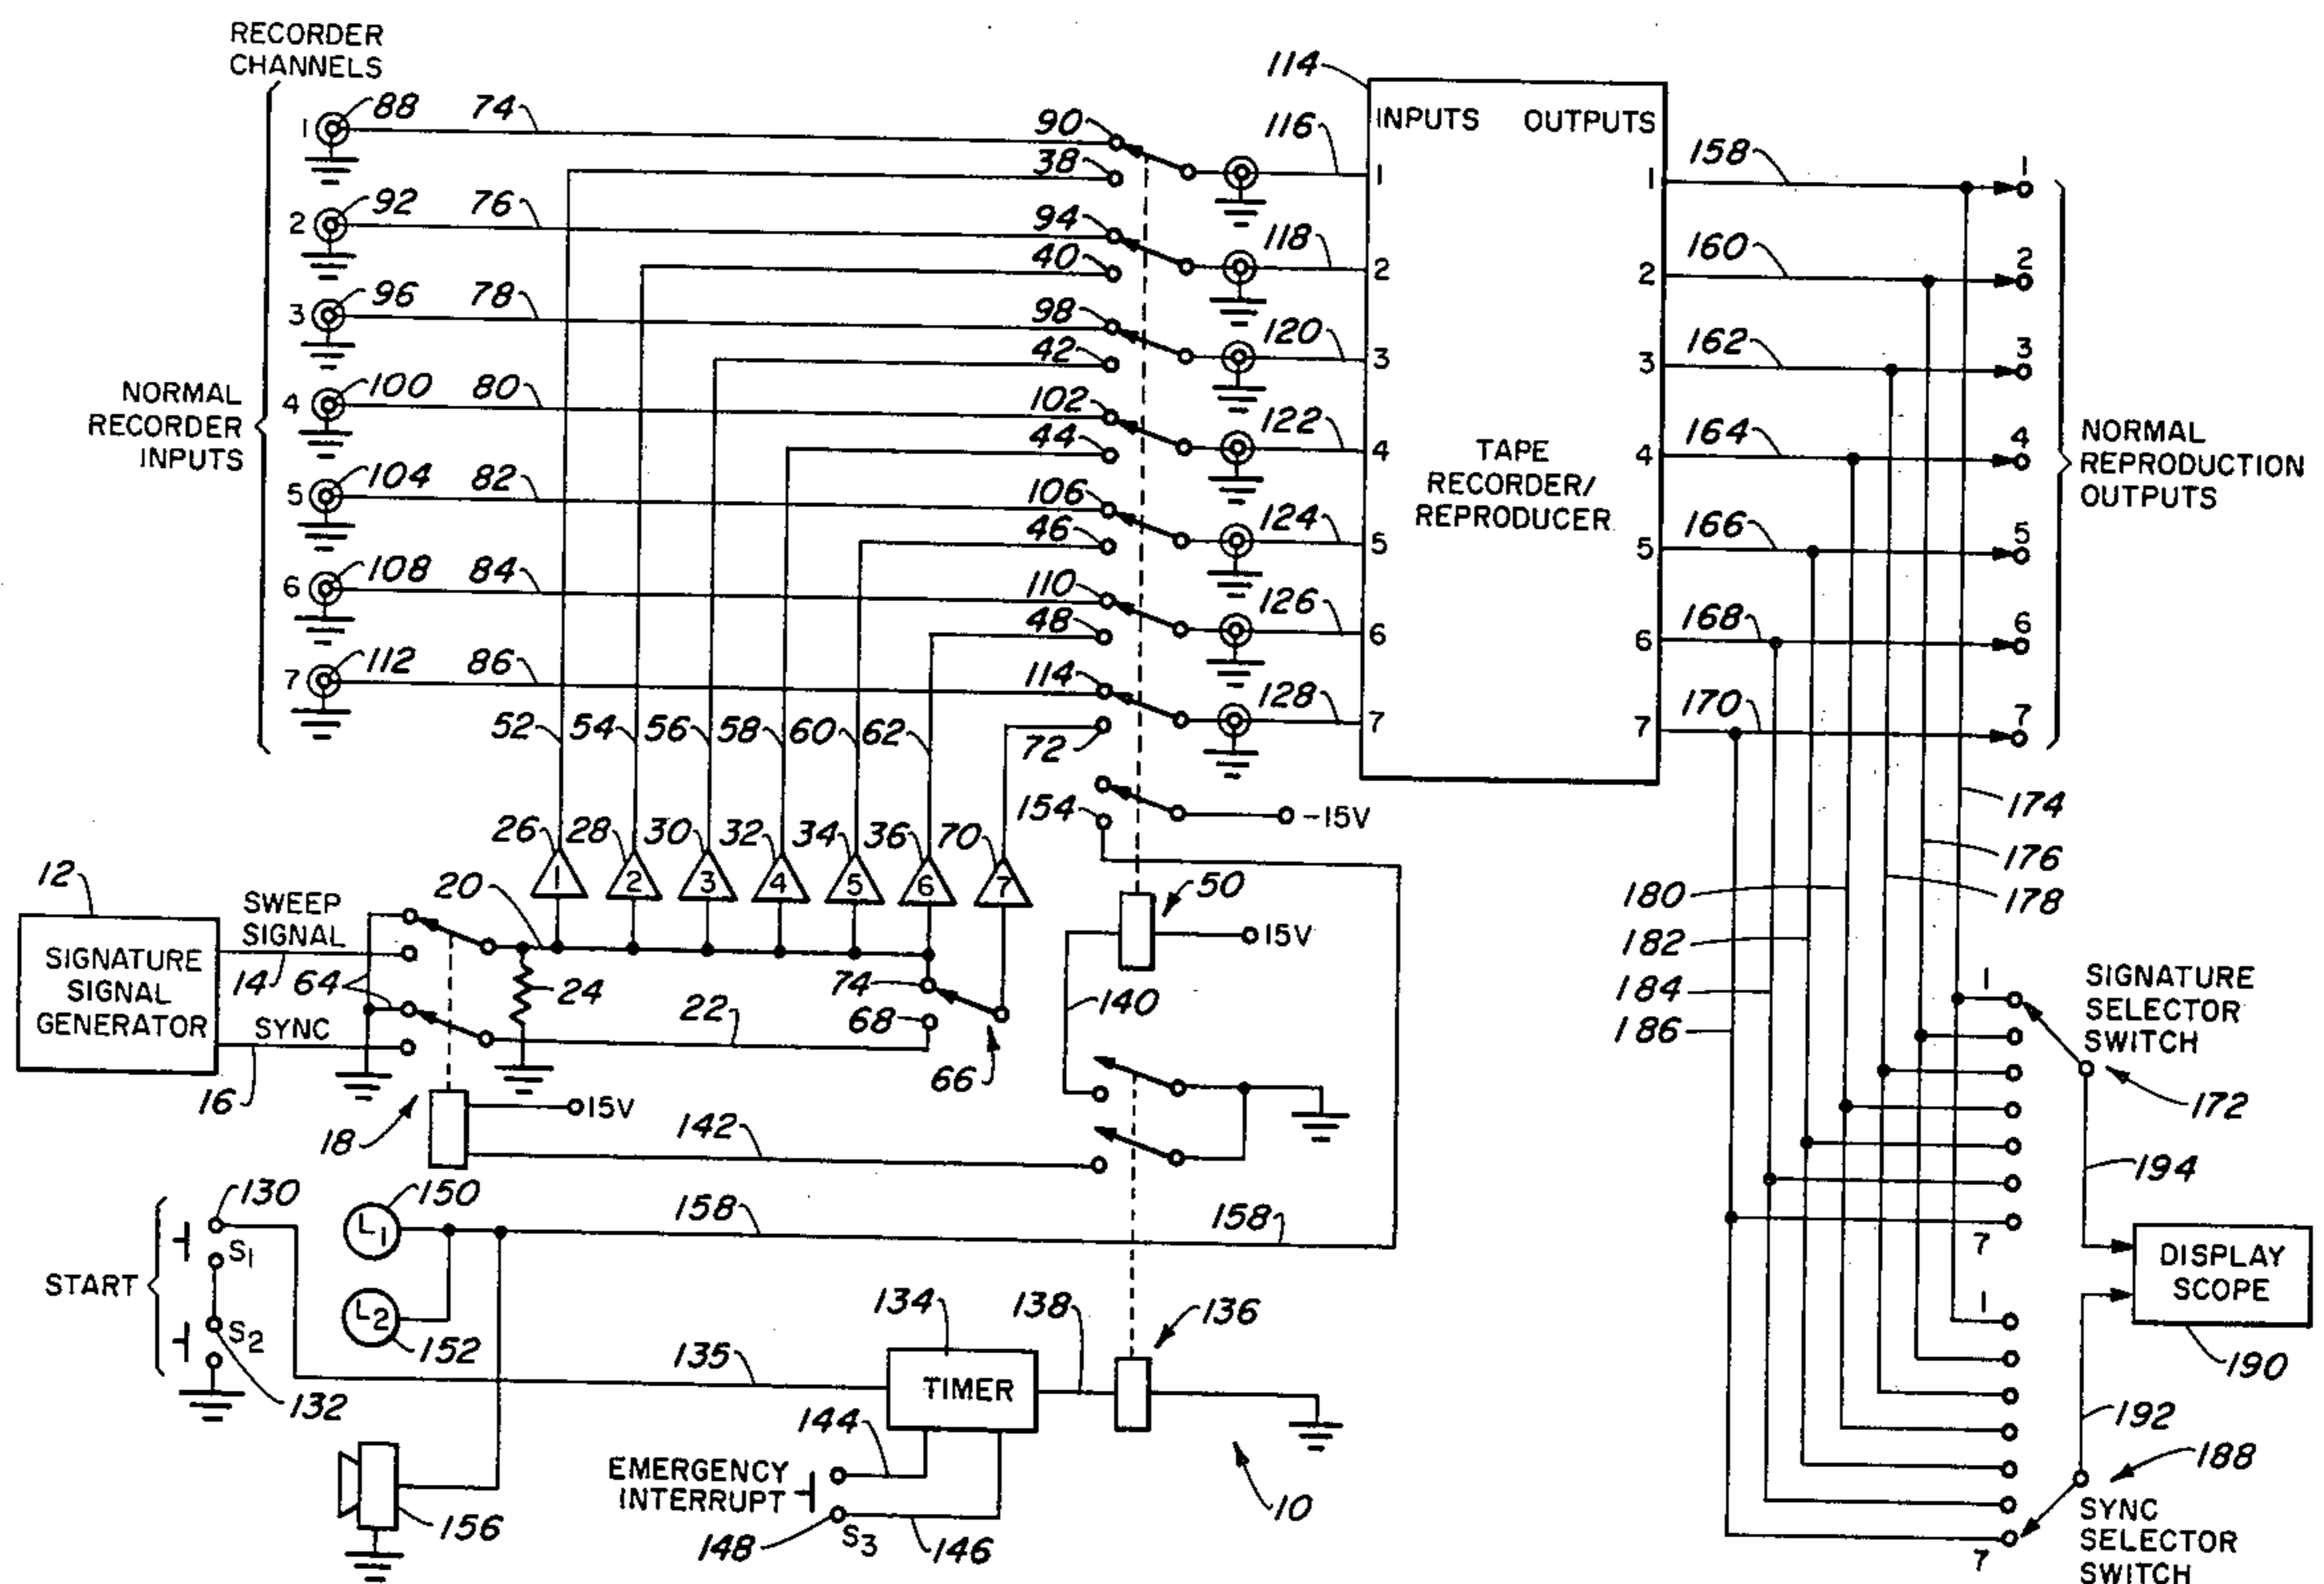 RECORDER
CHANNELS
NORMAL
RECORDER
INPUTS
1 88 74 90
38
2 92 76 94
40
3 96 78 98
42
4 100 80 102
44
5 104 82 106
46
6 108 84 110
48
7 112 86 114
72
52 54 56 58 60 62
154
-15V
114
INPUTS OUTPUTS
TAPE
RECORDER/
REPRODUCER
116 1
118 2
120 3
122 4
124 5
126 6
128 7
1 158 1
2 160 2
3 162 3
4 164 4
5 166 5
6 168 6
7 170 7
NORMAL
REPRODUCTION
OUTPUTS
174
176
178
180
182
184
186
26 28 30 32 34 36 70
1 2 3 4 5 6 7
12
SIGNATURE
SIGNAL
GENERATOR
SWEEP
SIGNAL
14 64
SYNC
16
20
24
22
74
68
66
50
15V
140
18
15V
142
START
130
S1
S2
132
150
L1
L2
152
158 158
156
135
134
TIMER
138
136
144
EMERGENCY
INTERRUPT
148
S3
146
10
1
SIGNATURE
SELECTOR
SWITCH
172
7
194
DISPLAY
SCOPE
190
1
192
188
7
SYNC
SELECTOR
SWITCH